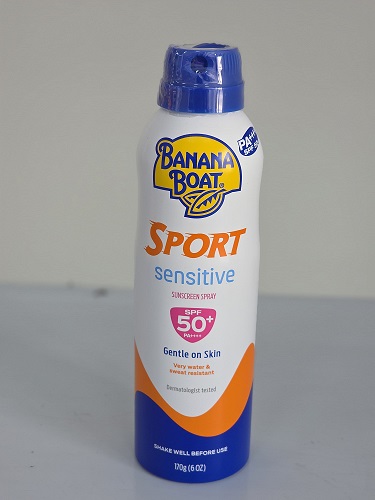 PA++++
BANANA
BOAT®
SPORT
sensitive
SUNSCREEN SPRAY
SPF
50+
PA++++
Gentle on Skin
Very water &
sweat resistant
Dermatologist tested
SHAKE WELL BEFORE USE
170g (6 OZ)